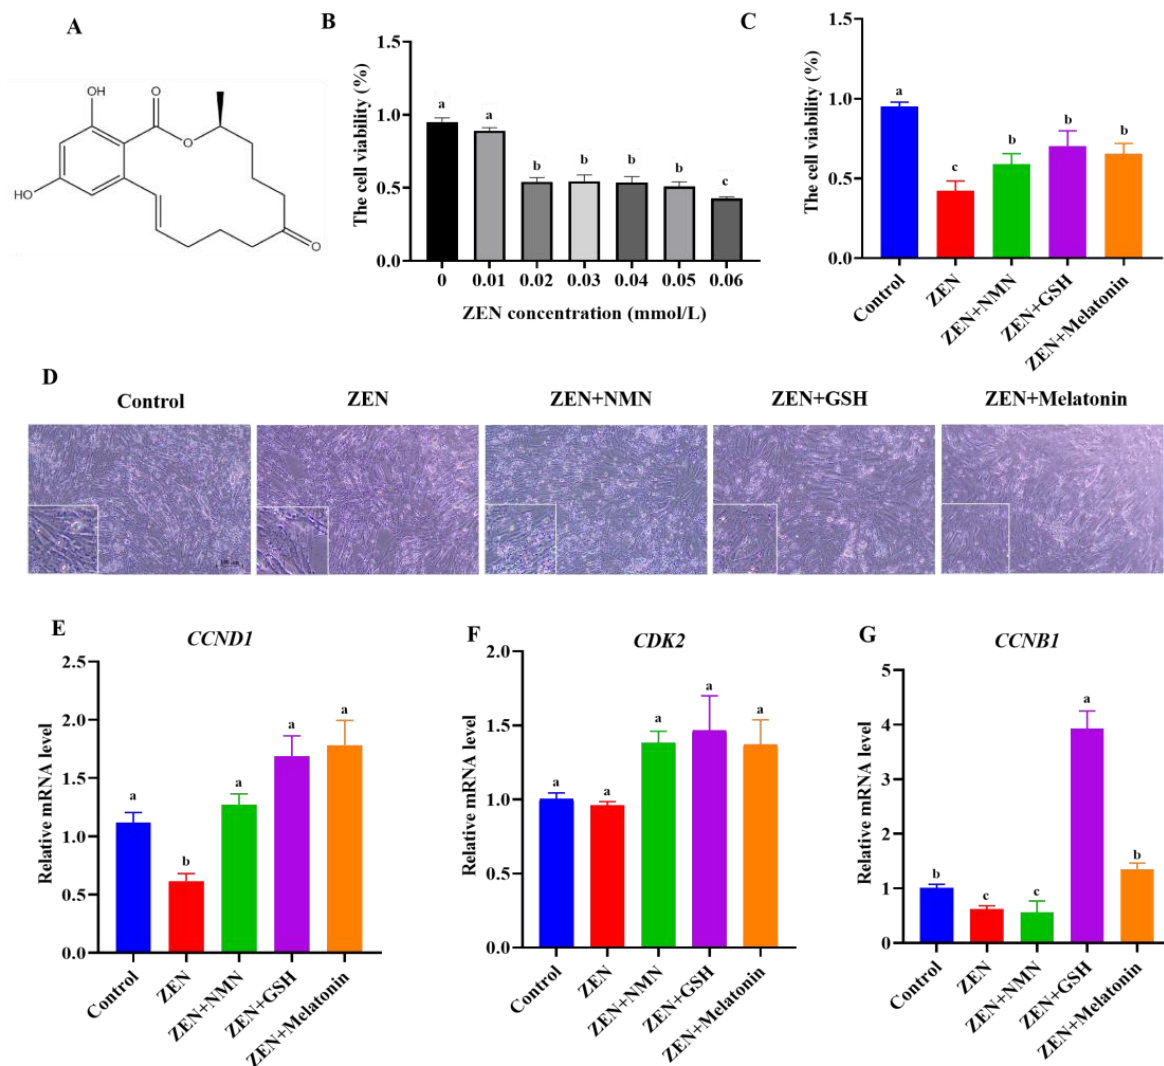 A
OH
O
O
HO
O
B
The cell viability (%)
1.5
1.0
0.5
0.0
a
a
b
b
b
b
c
0 0.01 0.02 0.03 0.04 0.05 0.06
ZEN concentration (mmol/L)
C
The cell viability (%)
1.5
1.0
0.5
0.0
a
c
b
b
b
Control
ZEN
ZEN+NMN
ZEN+GSH
ZEN+Melatonin
D
Control ZEN ZEN+NMN ZEN+GSH ZEN+Melatonin
E
CCND1
Relative mRNA level
2.5
2.0
1.5
1.0
0.5
0.0
a
b
a
a
a
Control
ZEN
ZEN+NMN
ZEN+GSH
ZEN+Melatonin
F
CDK2
Relative mRNA level
2.0
1.5
1.0
0.5
0.0
a
a
a
a
a
Control
ZEN
ZEN+NMN
ZEN+GSH
ZEN+Melatonin
G
CCNB1
Relative mRNA level
5
4
3
2
1
0
b
c
c
a
b
Control
ZEN
ZEN+NMN
ZEN+GSH
ZEN+Melatonin